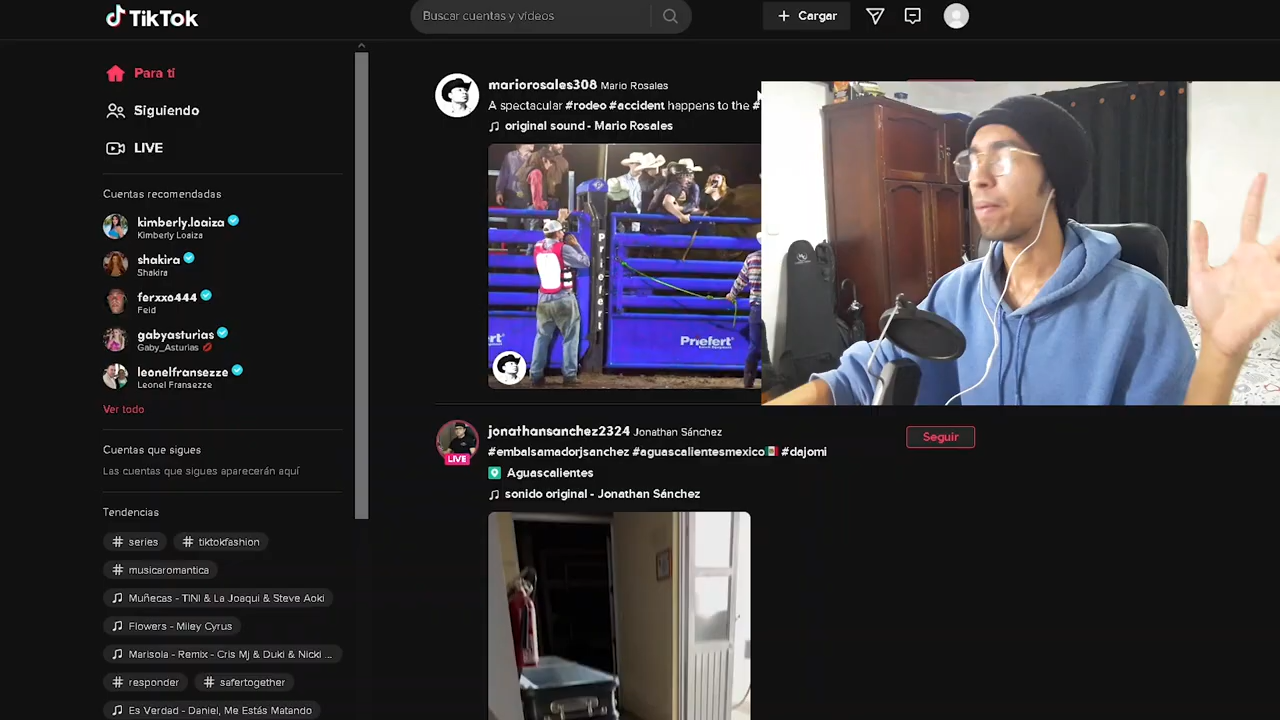 TikTok
Buscar cuentas y vídeos
Cargar
Para tí
Siguiendo
LIVE
Cuentas recomendadas
kimberly.loaiza
Kimberly Loaiza
shakira
Shakira
ferxxo444
Feid
gabyasturias
Gaby_Asturias
leonelfransezze
Leonel Fransezze
Ver todo
Cuentas que sigues
Las cuentas que sigues aparecerán aquí
Tendencias
# series
# tiktokfashion
# musicaromantica
Muñecas - TINI & La Joaqui & Steve Aoki
Flowers - Miley Cyrus
Marisola - Remix - Cris Mj & Duki & Nicki ...
# responder
# safertogether
Es Verdad - Daniel, Me Estás Matando
mariorosales308 Mario Rosales
A spectacular #rodeo #accident happens to the #
original sound - Mario Rosales
Priefert
Priefert
jonathansanchez2324 Jonathan Sánchez
LIVE
Seguir
#embalsamadorjsanchez #aguascalientesmexico🇲🇽 #dajomi
Aguascalientes
sonido original - Jonathan Sánchez